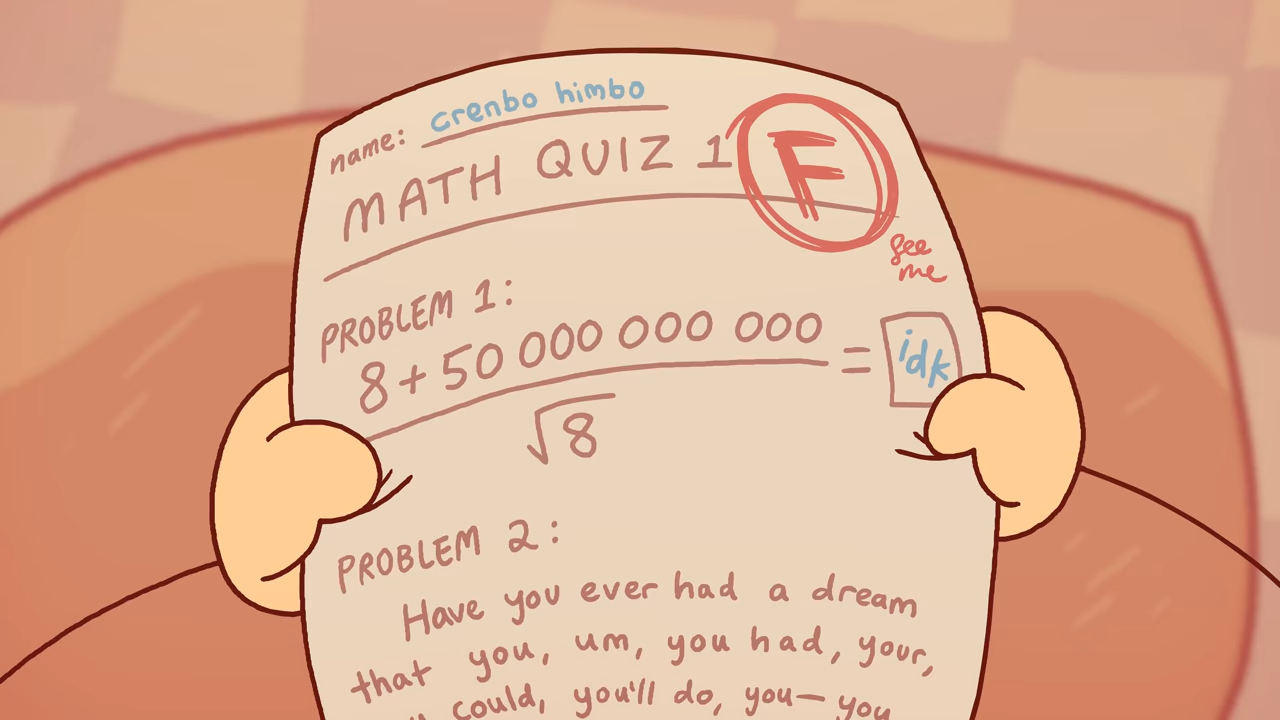 name: crenbo himbo
MATH QUIZ 1
F
see
me
PROBLEM 1:
8 + 50 000 000 000 = idk
√8
PROBLEM 2:
Have you ever had a dream
that you, um, you had, your,
could, you'll do, you— you